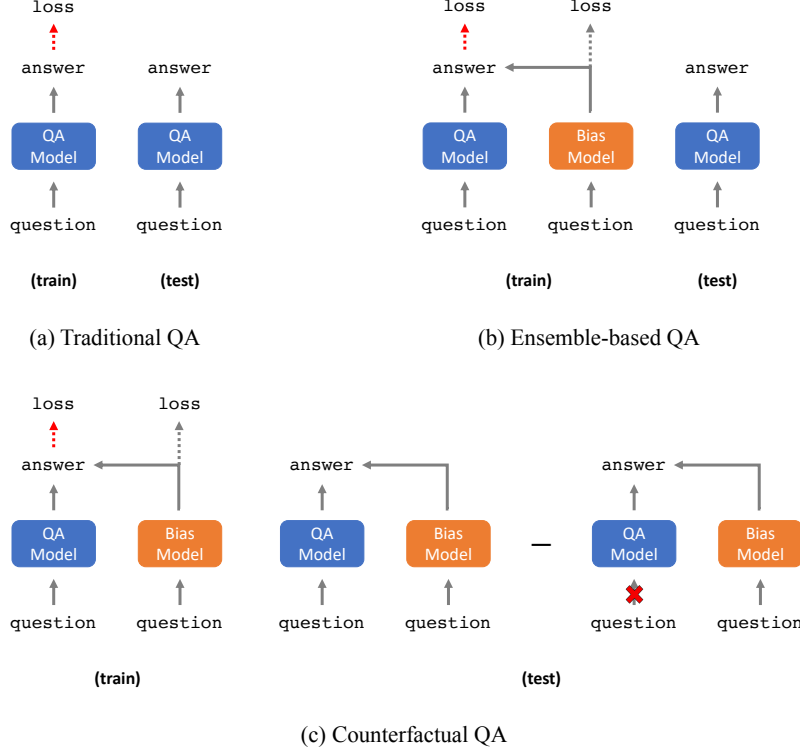 loss
loss
answer
answer
answer
answer
QA
Model
QA
Model
QA
Model
Bias
Model
QA
Model
question
question
question
question
question
(train)
(test)
(train)
(test)
(a) Traditional QA
(b) Ensemble-based QA
loss
loss
answer
answer
answer
QA
Model
Bias
Model
QA
Model
Bias
Model
–
QA
Model
Bias
Model
question
question
question
question
question
question
(train)
(test)
(c) Counterfactual QA